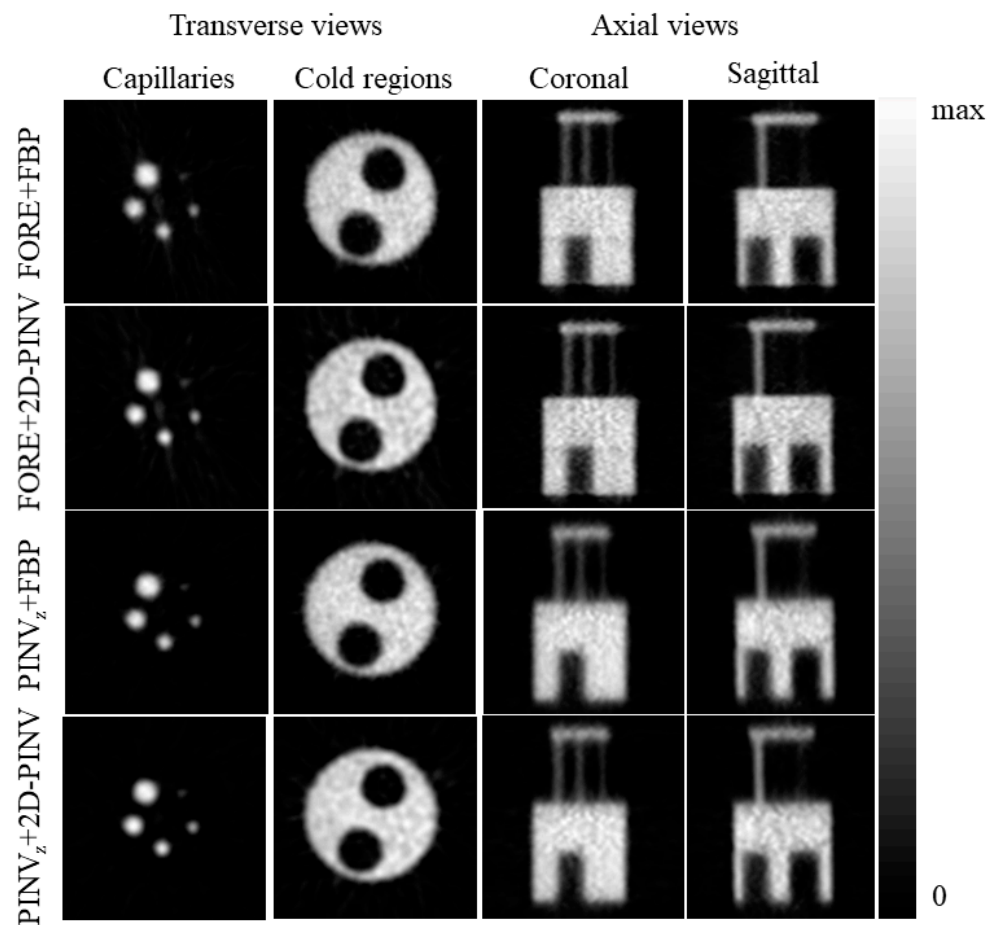 Transverse views
Axial views
Capillaries
Cold regions
Coronal
Sagittal
max
FORE+FBP
FORE+2D-PINV
PINVz+FBP
PINVz+2D-PINV
0